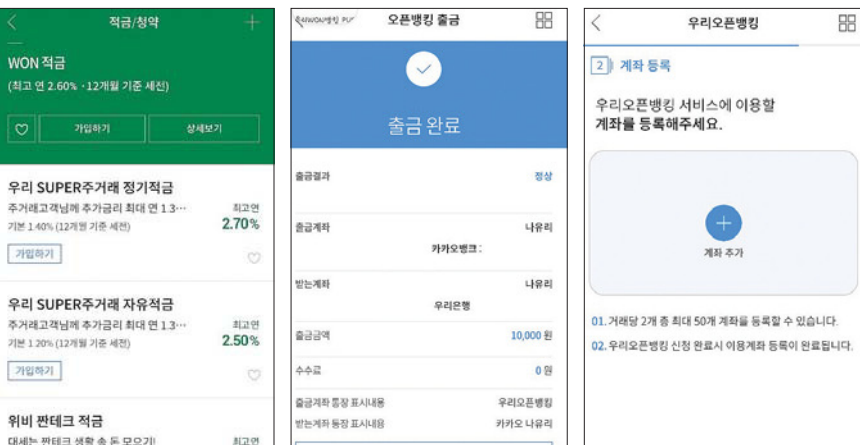 적금/청약
WON 적금
(최고 연 2.60% · 12개월 기준 세전)
가입하기
상세보기
우리 SUPER주거래 정기적금
주거래고객님께 추가금리 최대 연 1.3…
최고연
기본 1.40% (12개월 기준 세전)
2.70%
가입하기
우리 SUPER주거래 자유적금
주거래고객님께 추가금리 최대 연 1.3…
최고연
기본 1.20% (12개월 기준 세전)
2.50%
가입하기
위비 짠테크 적금
대세는 짠테크 생활 속 돈 모으기!
최고연
오픈뱅킹 출금
출금 완료
출금결과
정상
출금계좌
나유리
카카오뱅크 :
받는계좌
나유리
우리은행
출금금액
10,000 원
수수료
0 원
출금계좌 통장 표시내용
우리오픈뱅킹
받는계좌 통장 표시내용
카카오 나유리
우리오픈뱅킹
2 계좌 등록
우리오픈뱅킹 서비스에 이용할
계좌를 등록해주세요.
계좌 추가
01. 거래당 2개 총 최대 50개 계좌를 등록할 수 있습니다.
02. 우리오픈뱅킹 신청 완료시 이용계좌 등록이 완료됩니다.